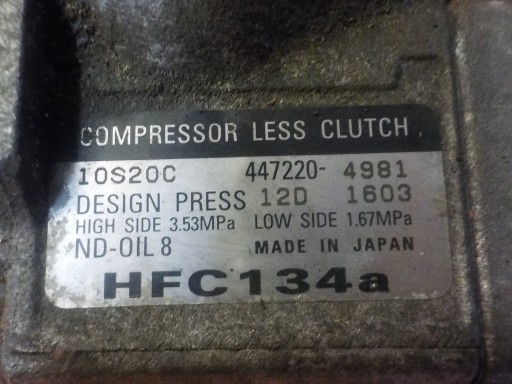 COMPRESSOR LESS CLUTCH
10S20C 447220-4981
DESIGN PRESS 12D 1603
HIGH SIDE 3.53MPa LOW SIDE 1.67MPa
ND-OIL 8 MADE IN JAPAN
HFC134a